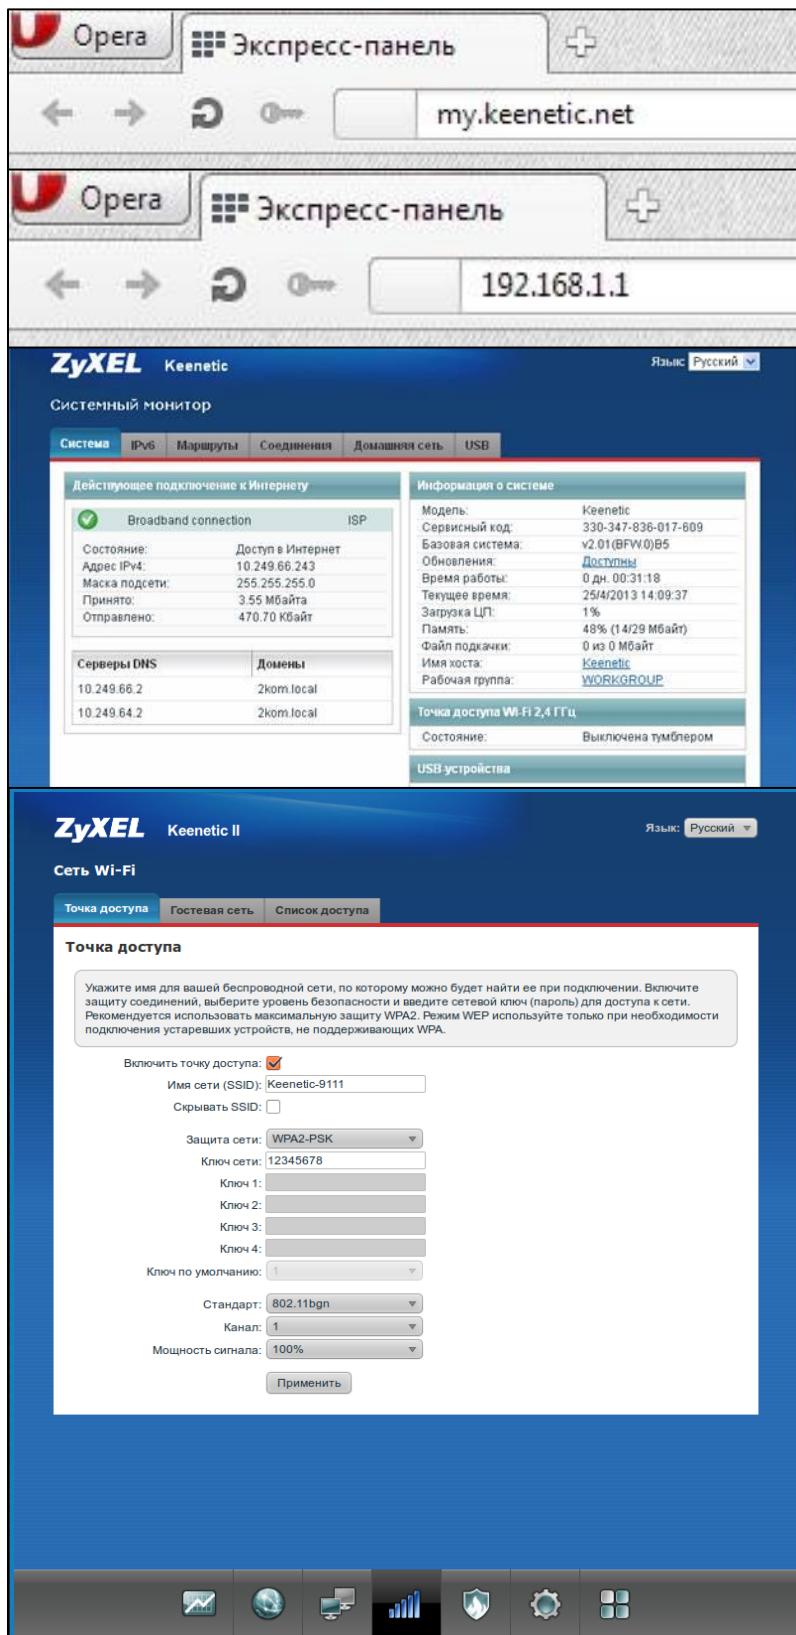 Opera
Экспресс-панель
my.keenetic.net
Opera
Экспресс-панель
192.168.1.1
ZyXEL Keenetic
Язык: Русский
Системный монитор
Система IPv6 Маршруты Соединения Домашняя сеть USB
Действующее подключение к Интернету
Broadband connection ISP
Состояние: Доступ в Интернет
Адрес IPv4: 10.249.66.243
Маска подсети: 255.255.255.0
Принято: 3.55 Мбайта
Отправлено: 470.70 Кбайт
Серверы DNS Домены
10.249.66.2 2kom.local
10.249.64.2 2kom.local
Информация о системе
Модель: Keenetic
Сервисный код: 330-347-836-017-609
Базовая система: v2.01(BFW.0)B5
Обновления: Доступны
Время работы: 0 дн. 00:31:18
Текущее время: 25/4/2013 14:09:37
Загрузка ЦП: 1%
Память: 48% (14/29 Мбайт)
Файл подкачки: 0 из 0 Мбайт
Имя хоста: Keenetic
Рабочая группа: WORKGROUP
Точка доступа Wi-Fi 2,4 ГГц
Состояние: Выключена тумблером
USB-устройства
ZyXEL Keenetic II
Язык: Русский
Сеть Wi-Fi
Точка доступа Гостевая сеть Список доступа
Точка доступа
Укажите имя для вашей беспроводной сети, по которому можно будет найти ее при подключении. Включите
защиту соединений, выберите уровень безопасности и введите сетевой ключ (пароль) для доступа к сети.
Рекомендуется использовать максимальную защиту WPA2. Режим WEP используйте только при необходимости
подключения устаревших устройств, не поддерживающих WPA.
Включить точку доступа:
Имя сети (SSID): Keenetic-9111
Скрывать SSID:
Защита сети: WPA2-PSK
Ключ сети: 12345678
Ключ 1:
Ключ 2:
Ключ 3:
Ключ 4:
Ключ по умолчанию: 1
Стандарт: 802.11bgn
Канал: 1
Мощность сигнала: 100%
Применить